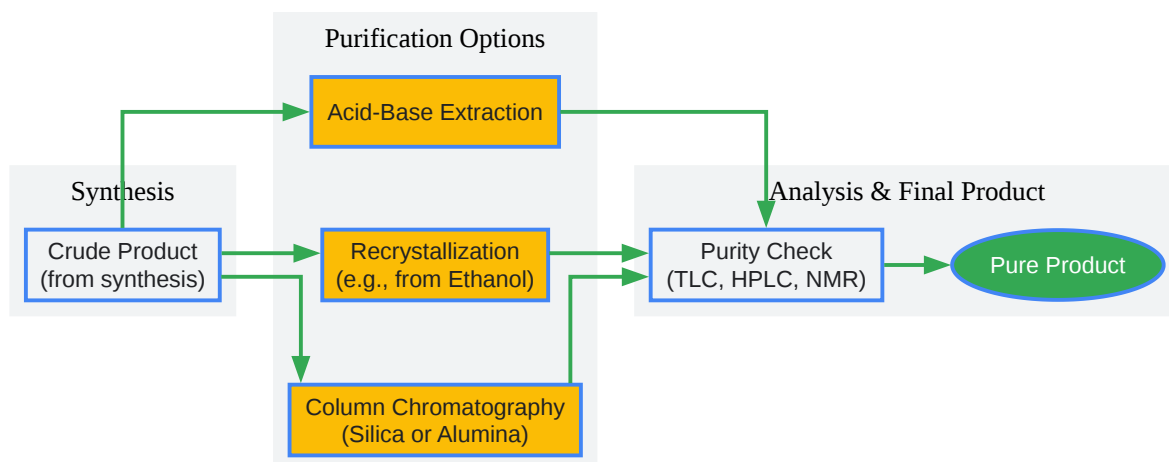 Purification Options
Acid-Base Extraction
Synthesis
Crude Product
(from synthesis)
Recrystallization
(e.g., from Ethanol)
Column Chromatography
(Silica or Alumina)
Analysis & Final Product
Purity Check
(TLC, HPLC, NMR)
Pure Product